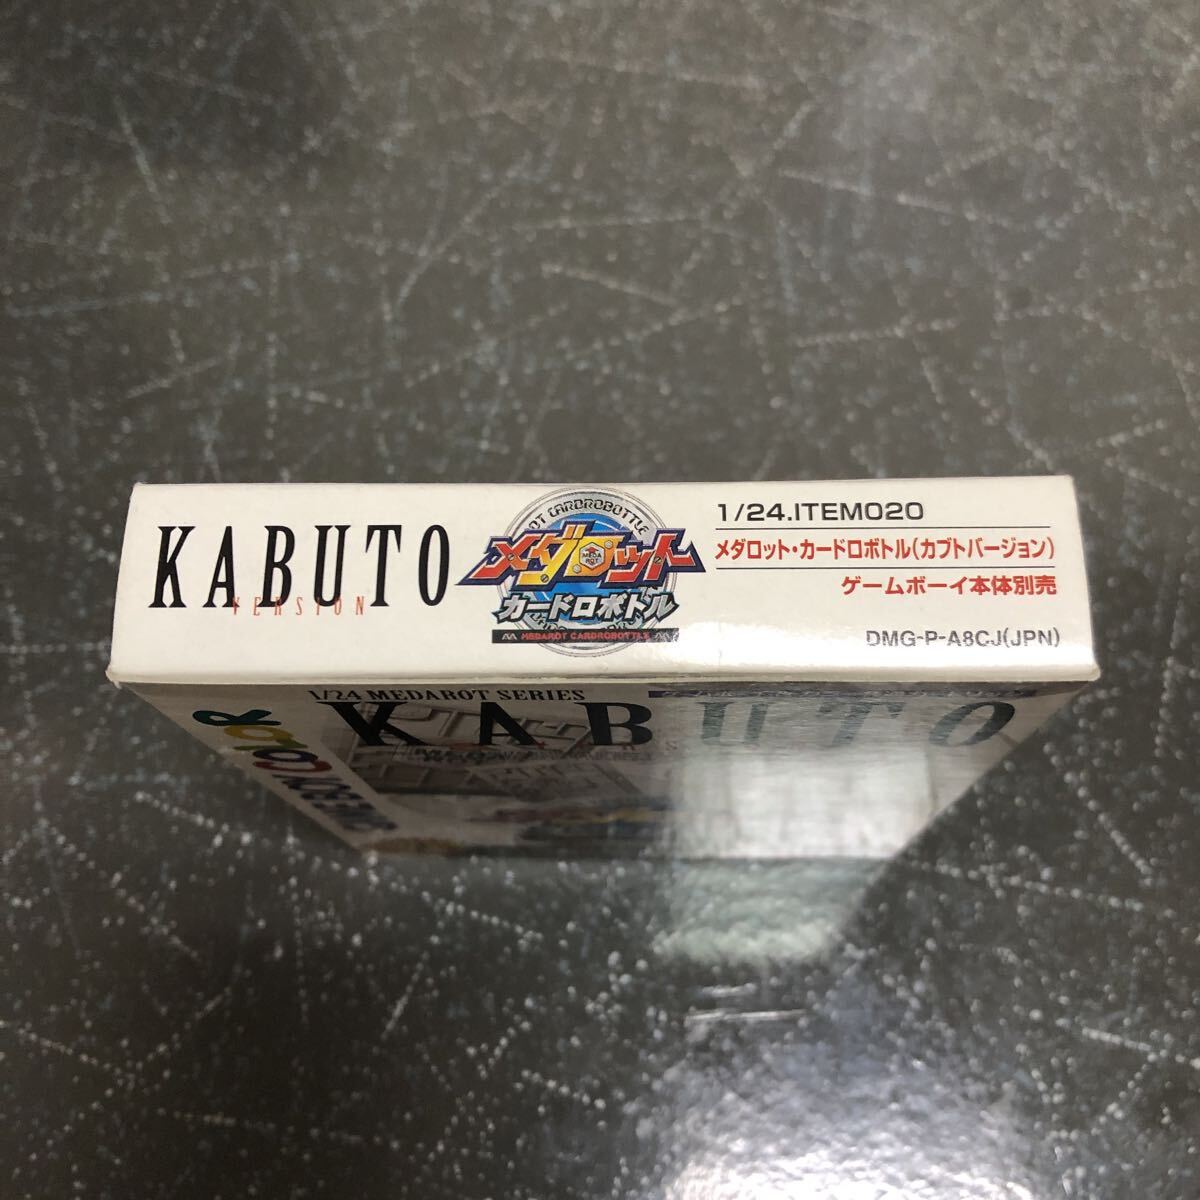 KABUTO
VERSION
メダロット
カードロボトル
MEDAROT CARDROBOTTLE
1/24.ITEM020
メダロット・カードロボトル(カブトバージョン)
ゲームボーイ本体別売
DMG-P-A8CJ(JPN)
1/24 MEDAROT SERIES
KABUTO
GAME BOY COLOR